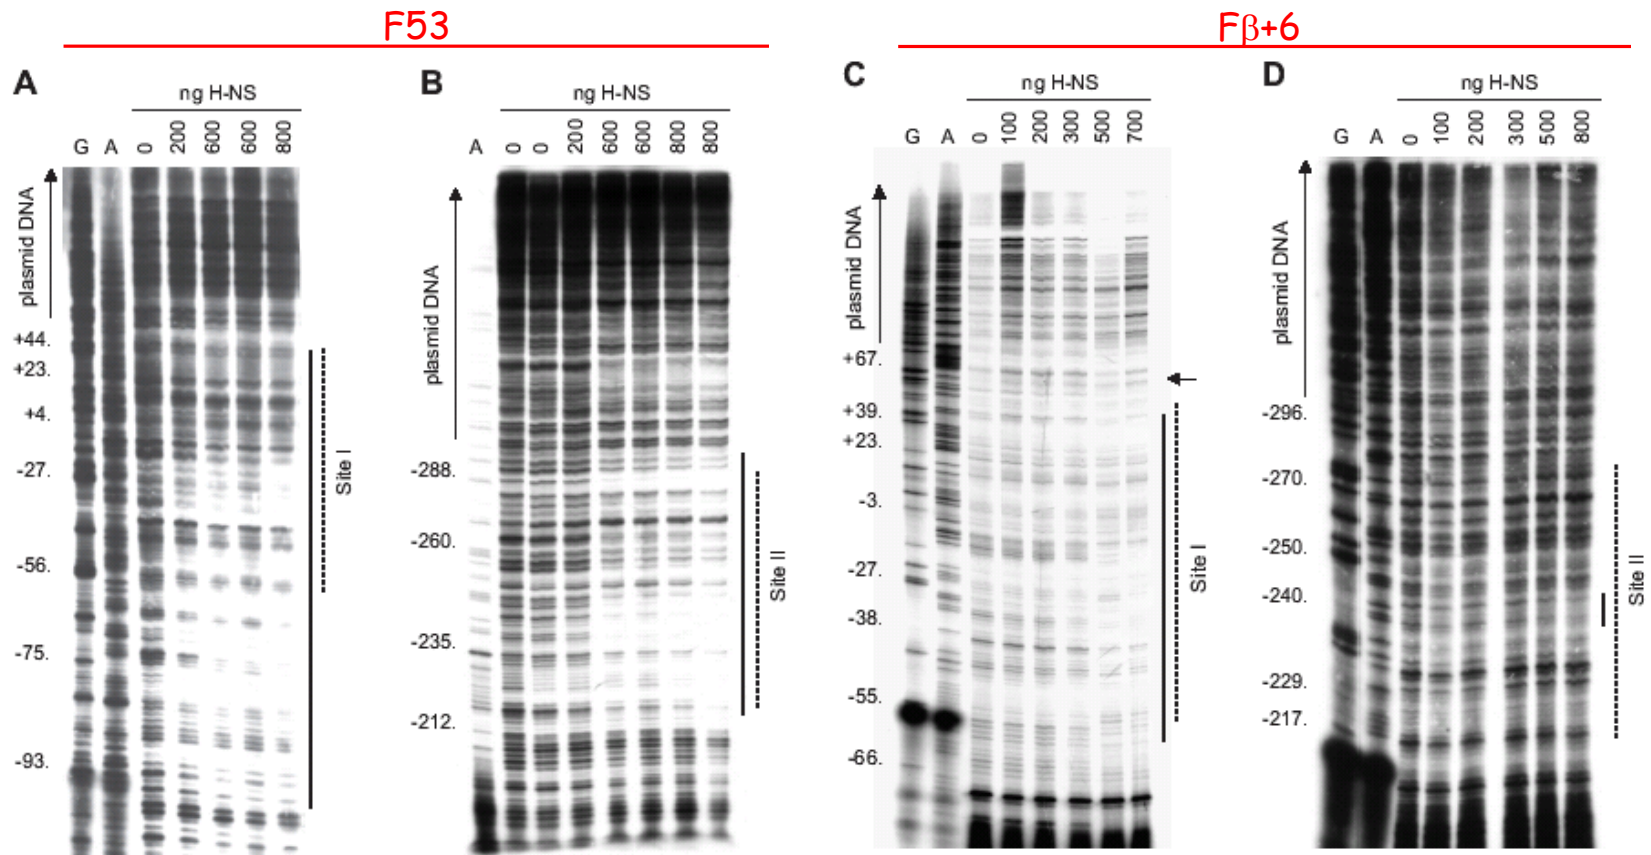 F53
Fβ+6
A
ng H-NS
G A 0 200 600 600 800
plasmid DNA
+44.
+23.
+4.
-27.
-56.
-75.
-93.
Site I
B
ng H-NS
A 0 0 200 600 600 800 800
plasmid DNA
-288.
-260.
-235.
-212.
Site II
C
ng H-NS
G A 0 100 200 300 500 700
plasmid DNA
+67.
+39.
+23.
-3.
-27.
-38.
-55.
-66.
Site I
D
ng H-NS
G A 0 100 200 300 500 800
plasmid DNA
-296.
-270.
-250.
-240.
-229.
-217.
Site II